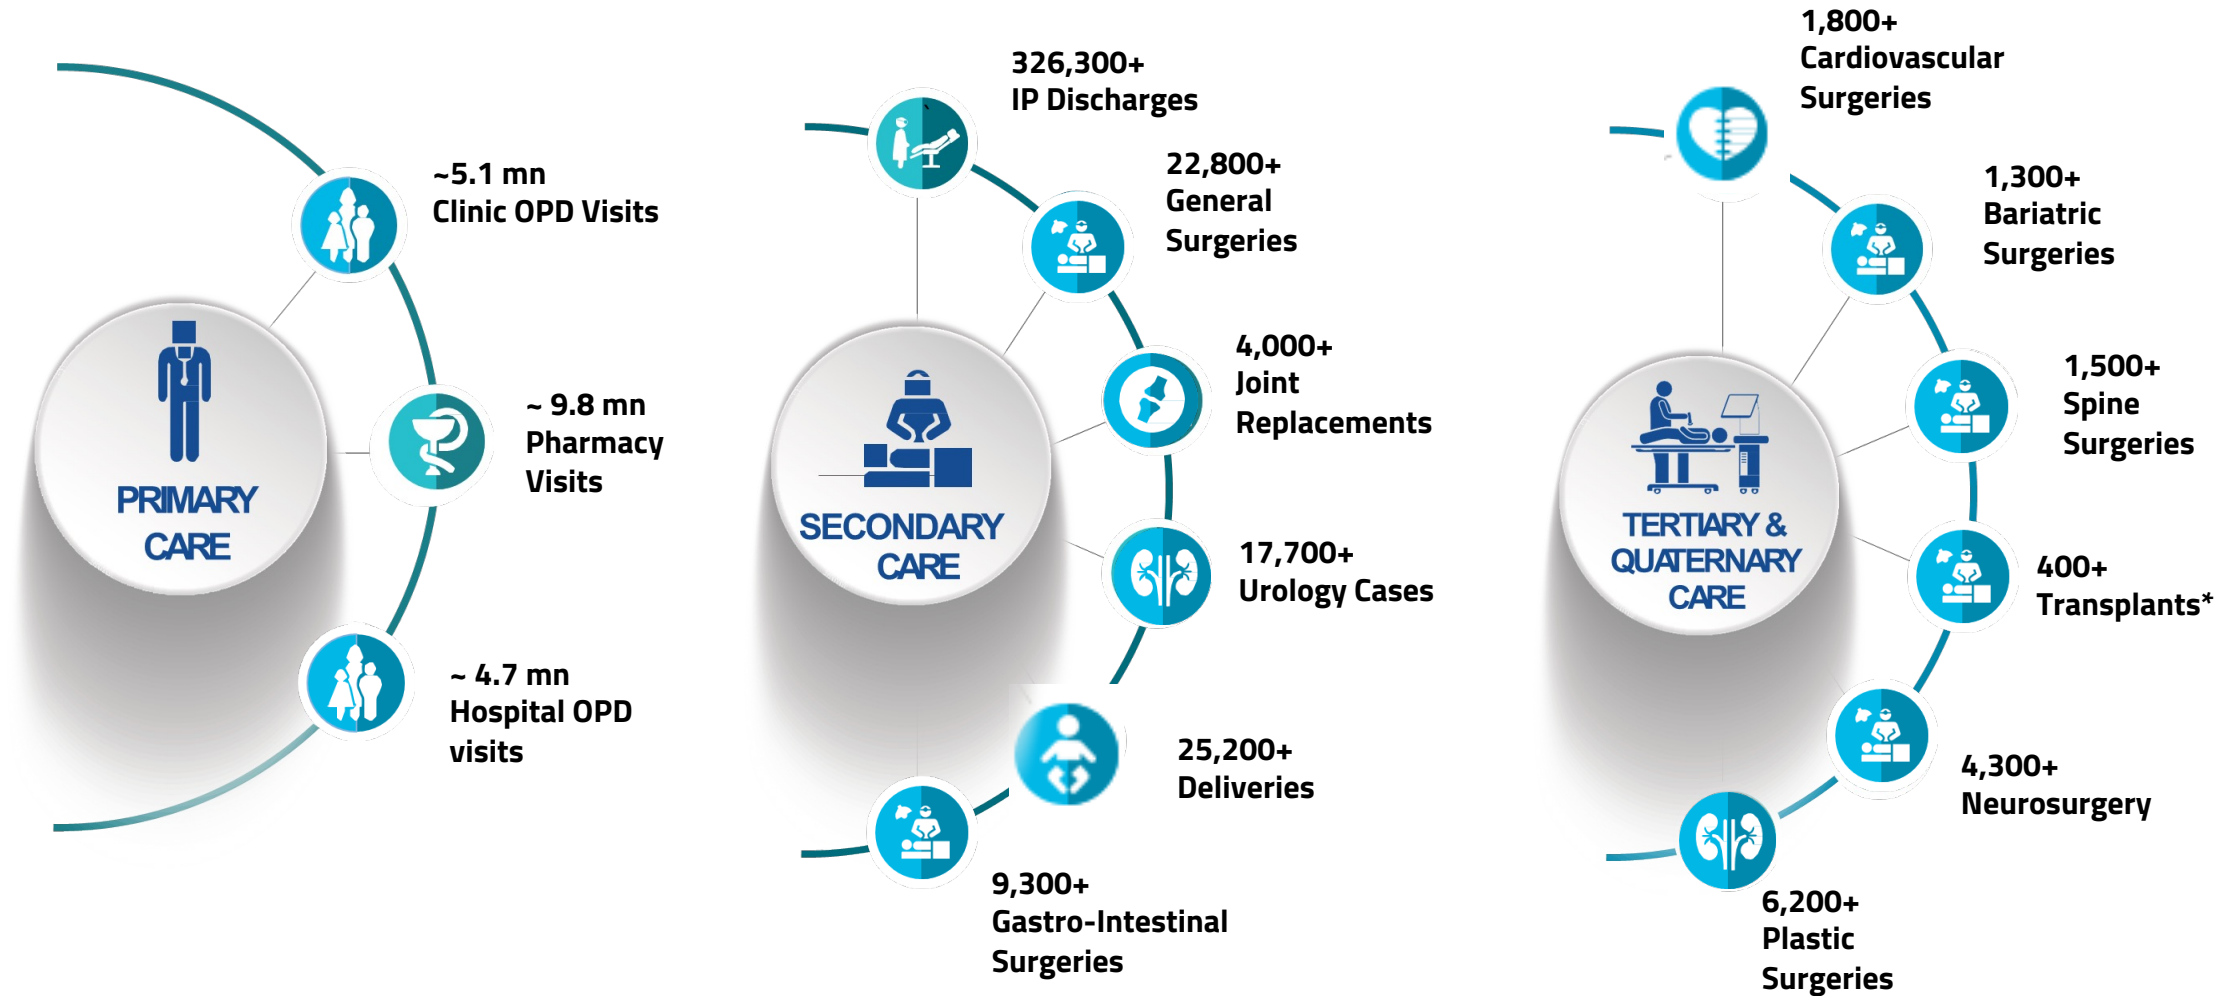 ~5.1 mn
Clinic OPD Visits
~ 9.8 mn
Pharmacy
Visits
~ 4.7 mn
Hospital OPD
visits
PRIMARY
CARE
326,300+
IP Discharges
22,800+
General
Surgeries
4,000+
Joint
Replacements
17,700+
Urology Cases
25,200+
Deliveries
9,300+
Gastro-Intestinal
Surgeries
SECONDARY
CARE
1,800+
Cardiovascular
Surgeries
1,300+
Bariatric
Surgeries
1,500+
Spine
Surgeries
400+
Transplants*
4,300+
Neurosurgery
6,200+
Plastic
Surgeries
TERTIARY &
QUATERNARY
CARE